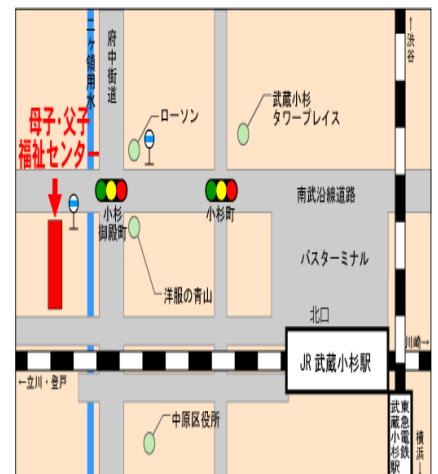 二ケ領用水
府中街道
↑渋谷
母子・父子
福祉センター
ローソン
武蔵小杉
タワープレイス
小杉
御殿町
小杉町
南武沿線道路
バスターミナル
洋服の青山
北口
川崎→
JR 武蔵小杉駅
←立川・登戸
中原区役所
東急電鉄
武蔵小杉駅
横浜→